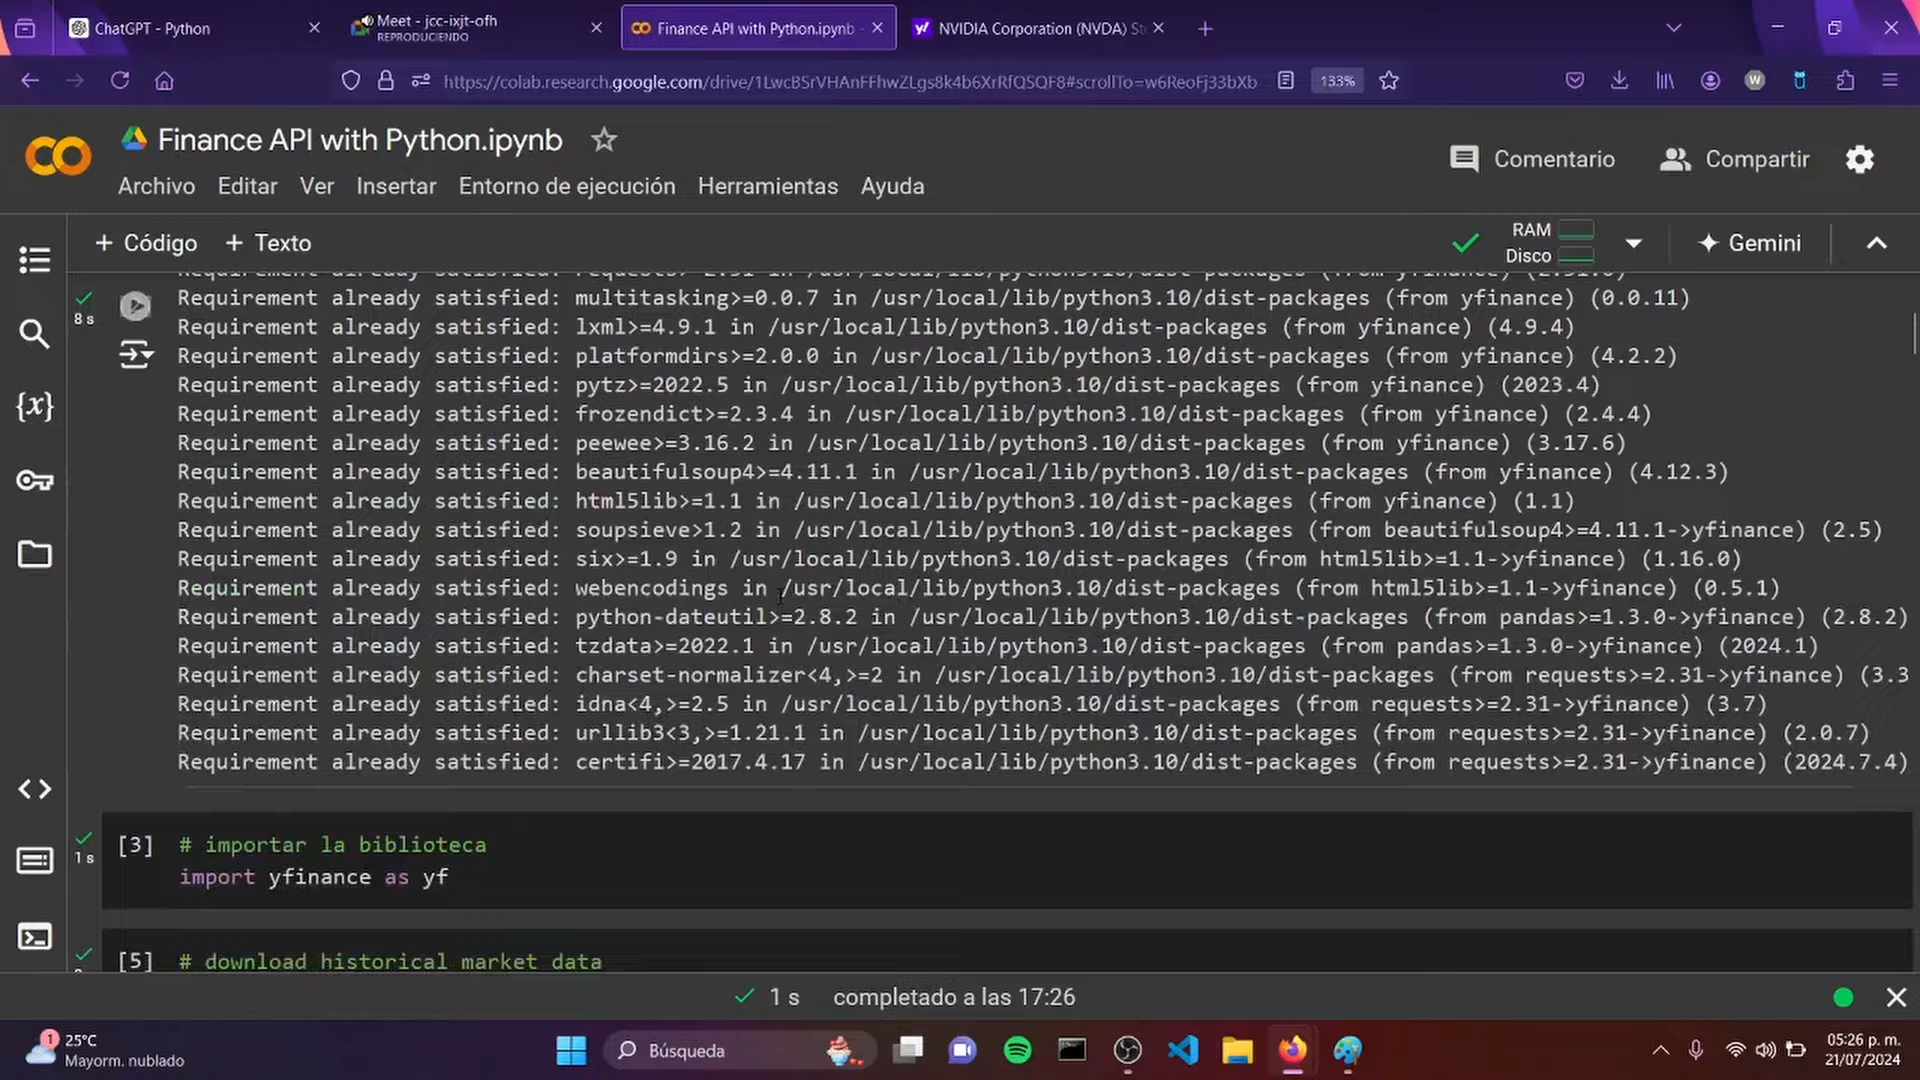 ChatGPT - Python
Meet - jcc-ixjt-ofh
REPRODUCIENDO
Finance API with Python.ipynb -
NVIDIA Corporation (NVDA) St
https://colab.research.google.com/drive/1LwcBSrVHAnFFhwZLgs8k4b6XrRfQSQF8#scrollTo=w6ReoFj33bXb
133%
W
Finance API with Python.ipynb
Comentario
Compartir
Archivo Editar Ver Insertar Entorno de ejecución Herramientas Ayuda
+ Código + Texto
RAM
Disco
Gemini
Requirement already satisfied: requests>=2.31 in /usr/local/lib/python3.10/dist-packages (from yfinance) (2.31.0)
8 s
Requirement already satisfied: multitasking>=0.0.7 in /usr/local/lib/python3.10/dist-packages (from yfinance) (0.0.11)
Requirement already satisfied: lxml>=4.9.1 in /usr/local/lib/python3.10/dist-packages (from yfinance) (4.9.4)
Requirement already satisfied: platformdirs>=2.0.0 in /usr/local/lib/python3.10/dist-packages (from yfinance) (4.2.2)
Requirement already satisfied: pytz>=2022.5 in /usr/local/lib/python3.10/dist-packages (from yfinance) (2023.4)
Requirement already satisfied: frozendict>=2.3.4 in /usr/local/lib/python3.10/dist-packages (from yfinance) (2.4.4)
Requirement already satisfied: peewee>=3.16.2 in /usr/local/lib/python3.10/dist-packages (from yfinance) (3.17.6)
Requirement already satisfied: beautifulsoup4>=4.11.1 in /usr/local/lib/python3.10/dist-packages (from yfinance) (4.12.3)
Requirement already satisfied: html5lib>=1.1 in /usr/local/lib/python3.10/dist-packages (from yfinance) (1.1)
Requirement already satisfied: soupsieve>1.2 in /usr/local/lib/python3.10/dist-packages (from beautifulsoup4>=4.11.1->yfinance) (2.5)
Requirement already satisfied: six>=1.9 in /usr/local/lib/python3.10/dist-packages (from html5lib>=1.1->yfinance) (1.16.0)
Requirement already satisfied: webencodings in /usr/local/lib/python3.10/dist-packages (from html5lib>=1.1->yfinance) (0.5.1)
Requirement already satisfied: python-dateutil>=2.8.2 in /usr/local/lib/python3.10/dist-packages (from pandas>=1.3.0->yfinance) (2.8.2)
Requirement already satisfied: tzdata>=2022.1 in /usr/local/lib/python3.10/dist-packages (from pandas>=1.3.0->yfinance) (2024.1)
Requirement already satisfied: charset-normalizer<4,>=2 in /usr/local/lib/python3.10/dist-packages (from requests>=2.31->yfinance) (3.3
Requirement already satisfied: idna<4,>=2.5 in /usr/local/lib/python3.10/dist-packages (from requests>=2.31->yfinance) (3.7)
Requirement already satisfied: urllib3<3,>=1.21.1 in /usr/local/lib/python3.10/dist-packages (from requests>=2.31->yfinance) (2.0.7)
Requirement already satisfied: certifi>=2017.4.17 in /usr/local/lib/python3.10/dist-packages (from requests>=2.31->yfinance) (2024.7.4)
1 s
[3] # importar la biblioteca
import yfinance as yf
[5] # download historical market data
1 s completado a las 17:26
1
25°C
Mayorm. nublado
Búsqueda
05:26 p. m.
21/07/2024